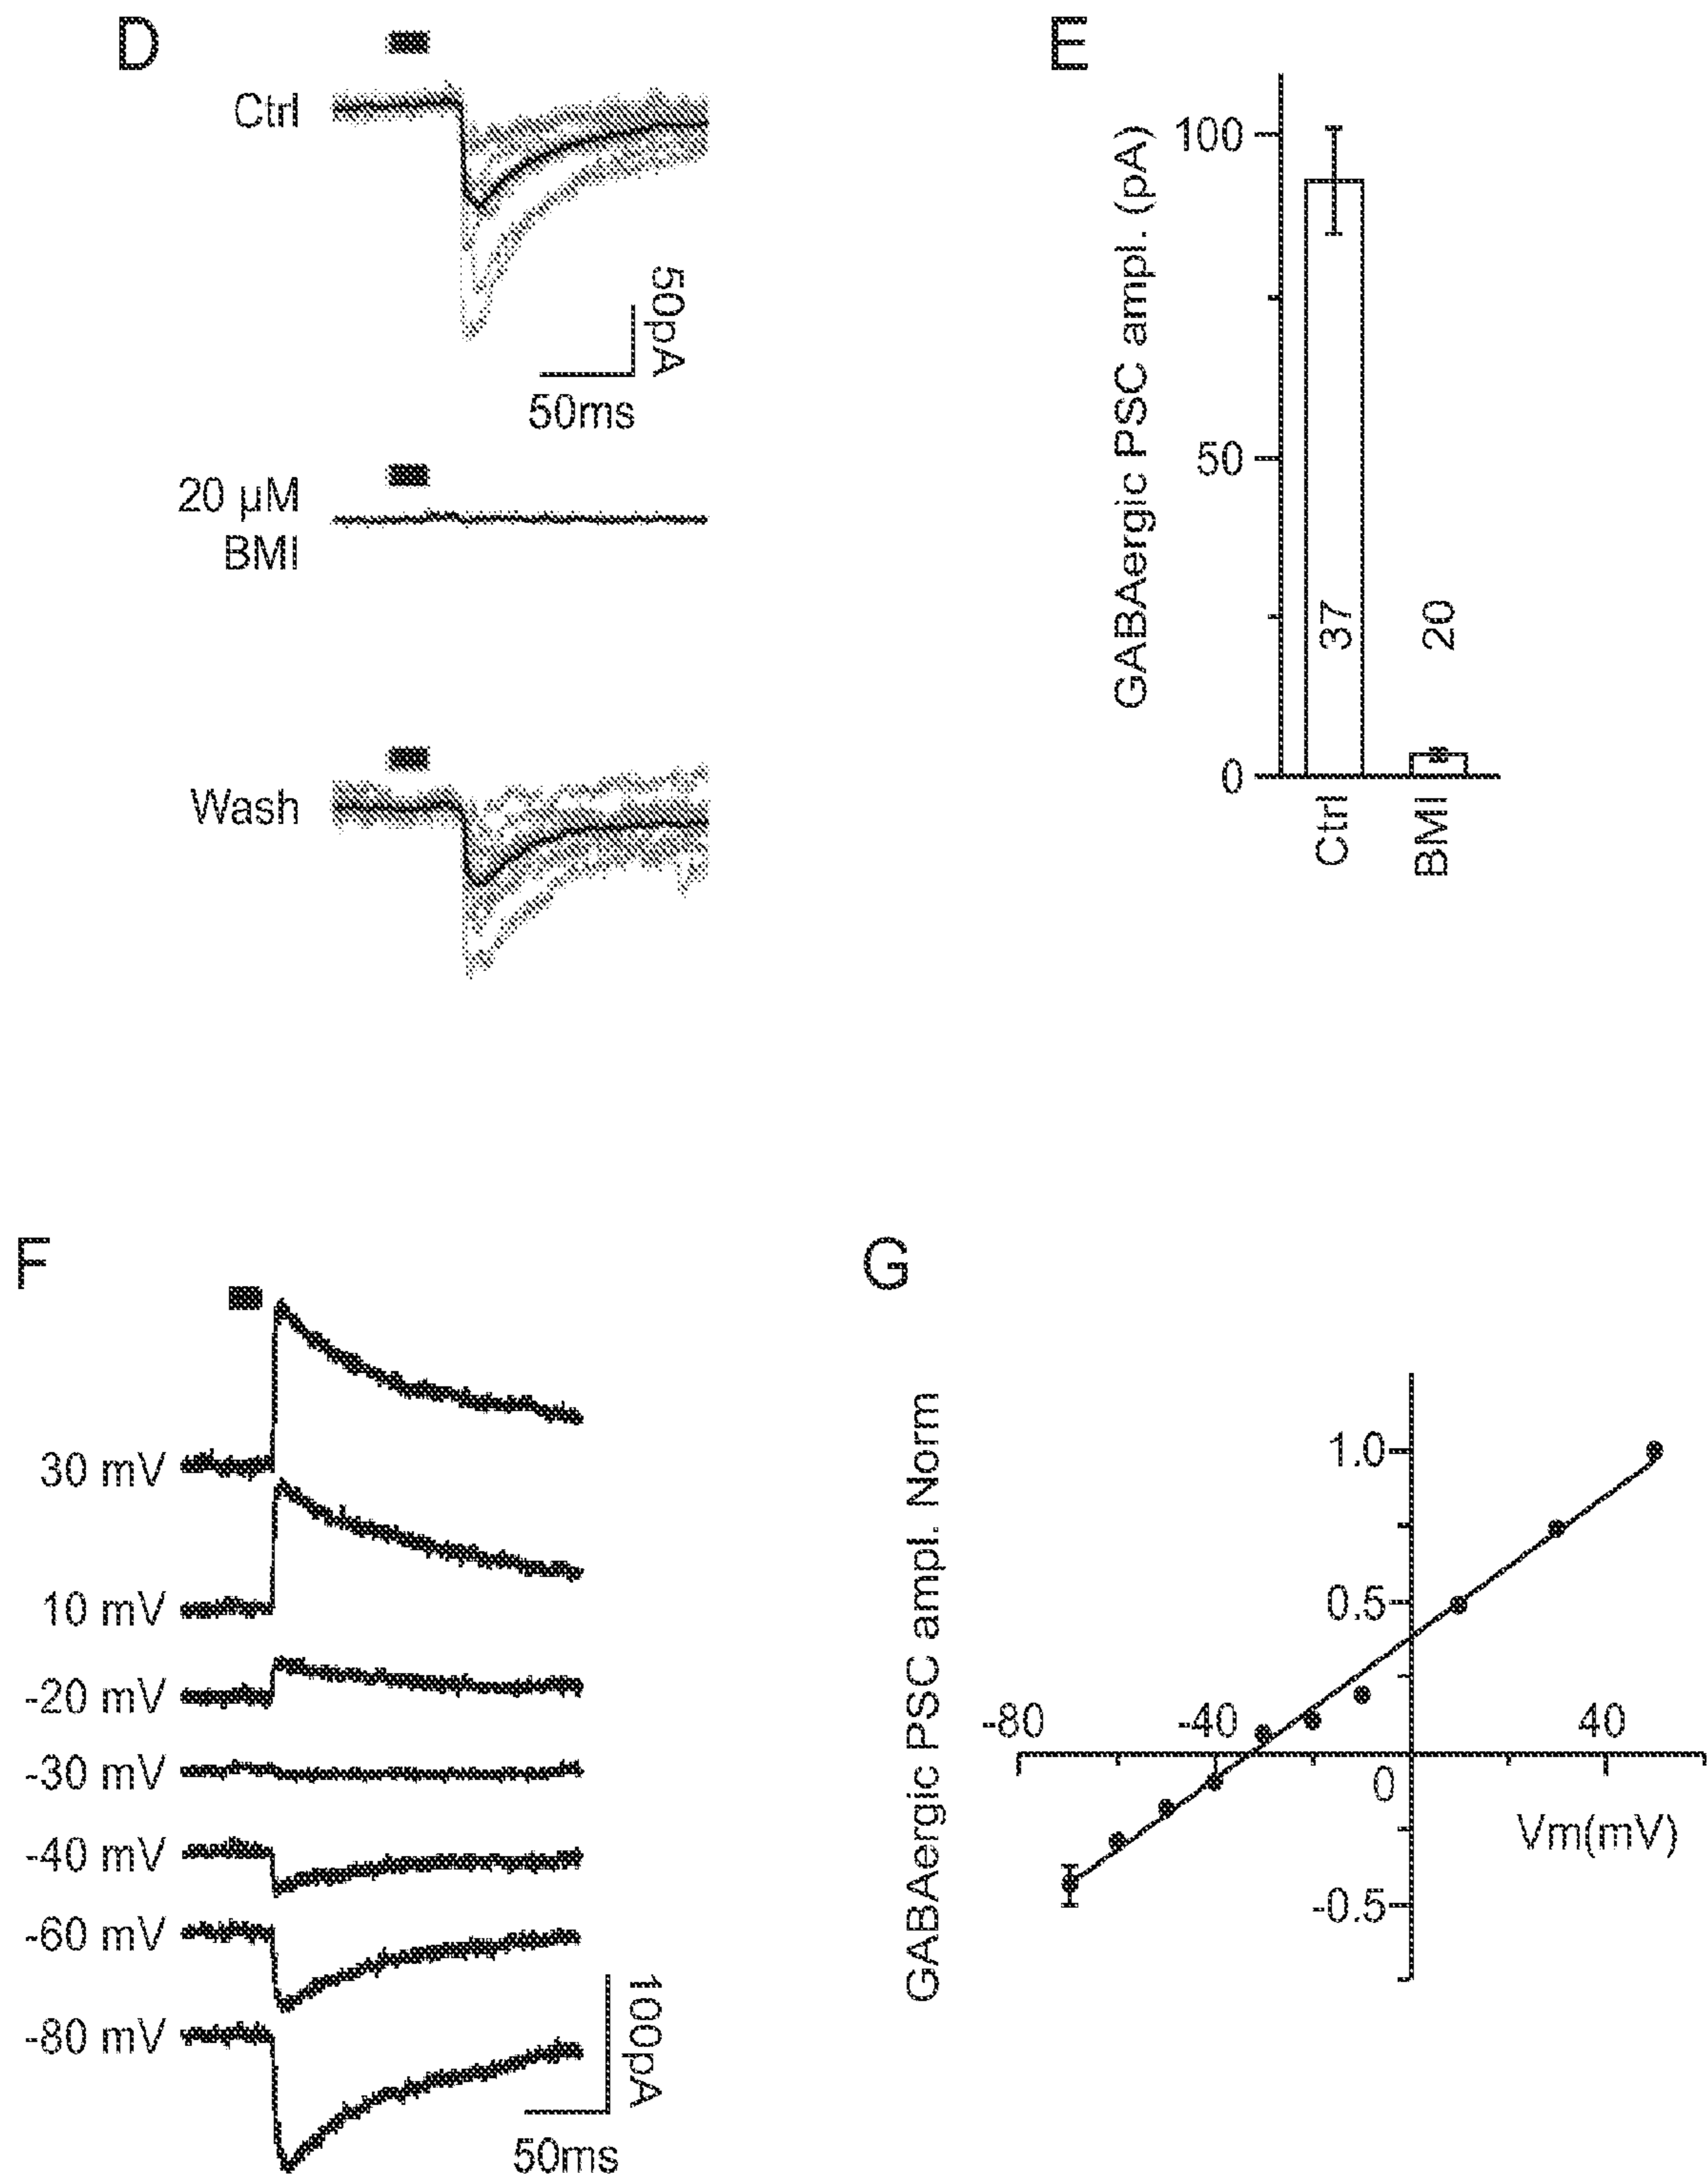 D
Ctrl
50pA
50ms
20 µM
BMI
Wash
E
GABAergic PSC ampl. (pA)
100
50
0
37
20
Ctrl
BMI
F
30 mV
10 mV
-20 mV
-30 mV
-40 mV
-60 mV
-80 mV
100pA
50ms
G
GABAergic PSC ampl. Norm
1.0
0.5
-80
-40
40
0
Vm(mV)
-0.5